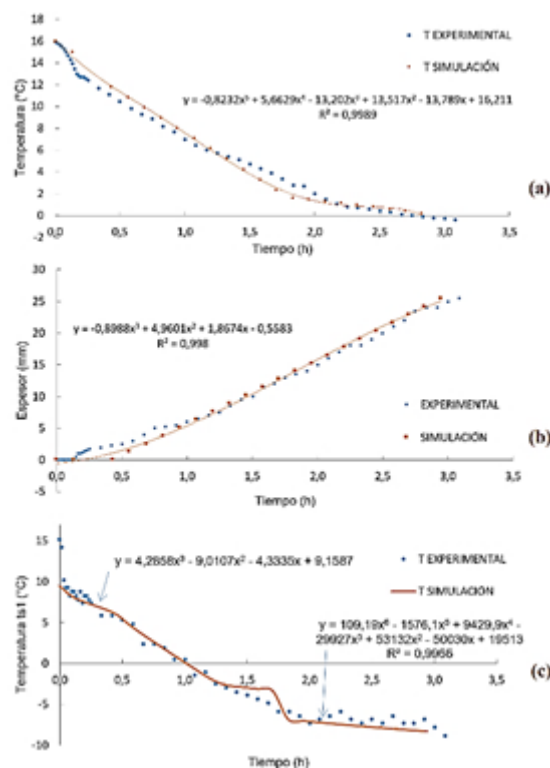 18
16
14
12
10
8
6
4
2
0
-2
Temperatura (°C)
T EXPERIMENTAL
T SIMULACIÓN
y = -0,8232x⁵ + 5,6629x⁴ - 13,202x³ + 13,517x² - 13,789x + 16,211
R² = 0,9989
0,0 0,5 1,0 1,5 2,0 2,5 3,0 3,5
Tiempo (h)
(a)
30
25
20
15
10
5
0
-5
Espesor (mm)
y = -0,8988x³ + 4,9601x² + 1,8674x - 0,5583
R² = 0,998
EXPERIMENTAL
SIMULACIÓN
0,0 0,5 1,0 1,5 2,0 2,5 3,0 3,5
Tiempo (h)
(b)
15
10
5
0
-5
-10
Temperatura ts1 (°C)
y = 4,2858x³ - 9,0107x² - 4,3335x + 9,1587
T EXPERIMENTAL
T SIMULACIÓN
y = 109,19x⁶ - 1576,1x⁵ + 9429,9x⁴ -
29927x³ + 53132x² - 50030x + 19513
R² = 0,9966
0,0 0,5 1,0 1,5 2,0 2,5 3,0 3,5
Tiempo (h)
(c)